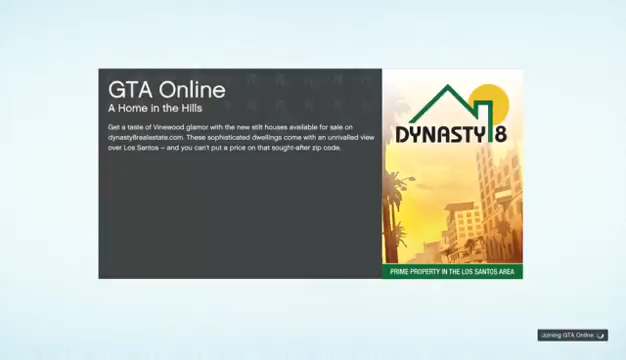 GTA Online
A Home in the Hills
Get a taste of Vinewood glamor with the new stilt houses available for sale on
dynasty8realestate.com. These sophisticated dwellings come with an unrivalled view
over Los Santos – and you can't put a price on that sought-after zip code.
DYNASTY 8
PRIME PROPERTY IN THE LOS SANTOS AREA
Joining GTA Online